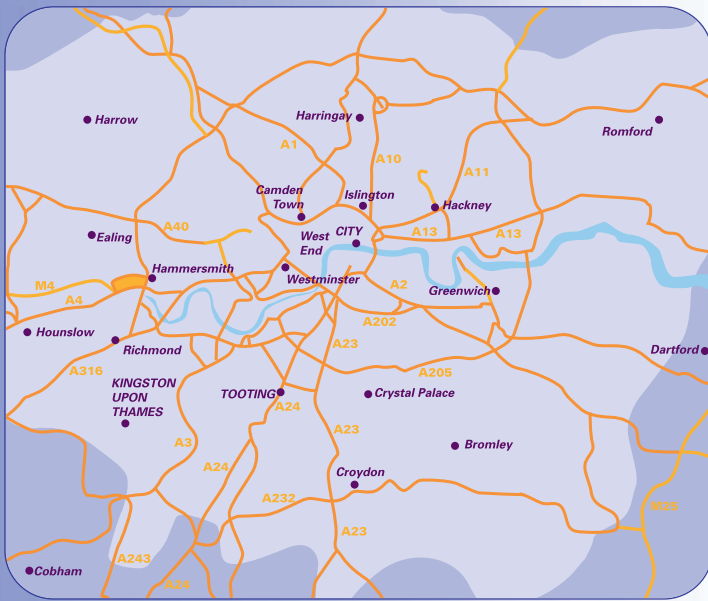 Harrow
Harringay
Romford
A1
A10
A11
Camden
Town
Islington
Hackney
A40
Ealing
West
End
CITY
A13
A13
Hammersmith
Westminster
M4
A4
A2
Greenwich
Hounslow
Richmond
A202
A23
Dartford
A316
A205
KINGSTON
UPON
THAMES
TOOTING
A24
Crystal Palace
A23
A3
Bromley
A24
Croydon
A232
M25
A23
A243
Cobham
A24